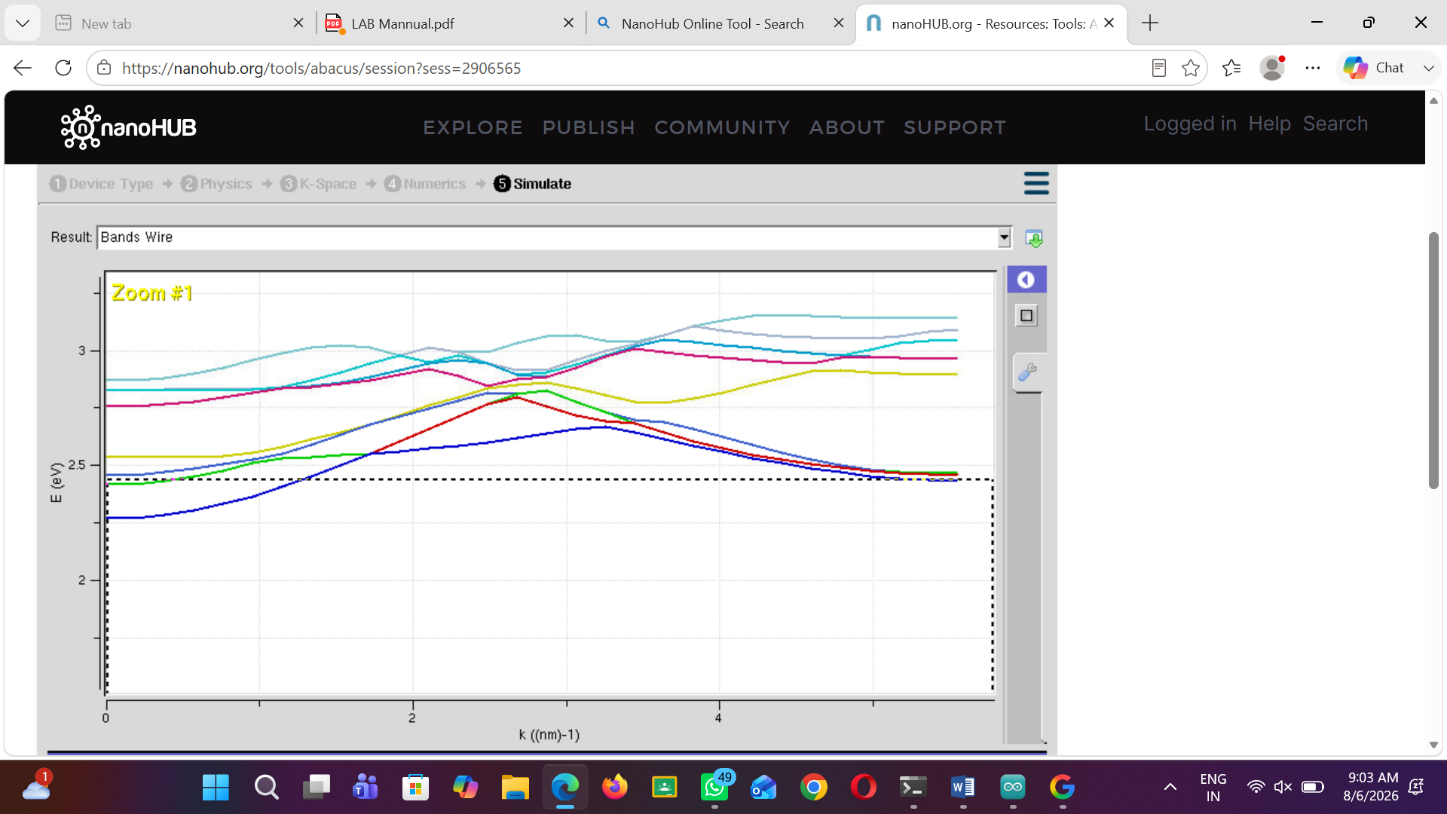 New tab
LAB Mannual.pdf
NanoHub Online Tool - Search
nanoHUB.org - Resources: Tools: A
https://nanohub.org/tools/abacus/session?sess=2906565
Chat
nanoHUB
EXPLORE PUBLISH COMMUNITY ABOUT SUPPORT
Logged in Help Search
1 Device Type → 2 Physics → 3 K-Space → 4 Numerics → 5 Simulate
Result: Bands Wire
Zoom #1
3
2.5
2
E (eV)
0 2 4
k ((nm)-1)
1
49
ENG
IN
9:03 AM
8/6/2026